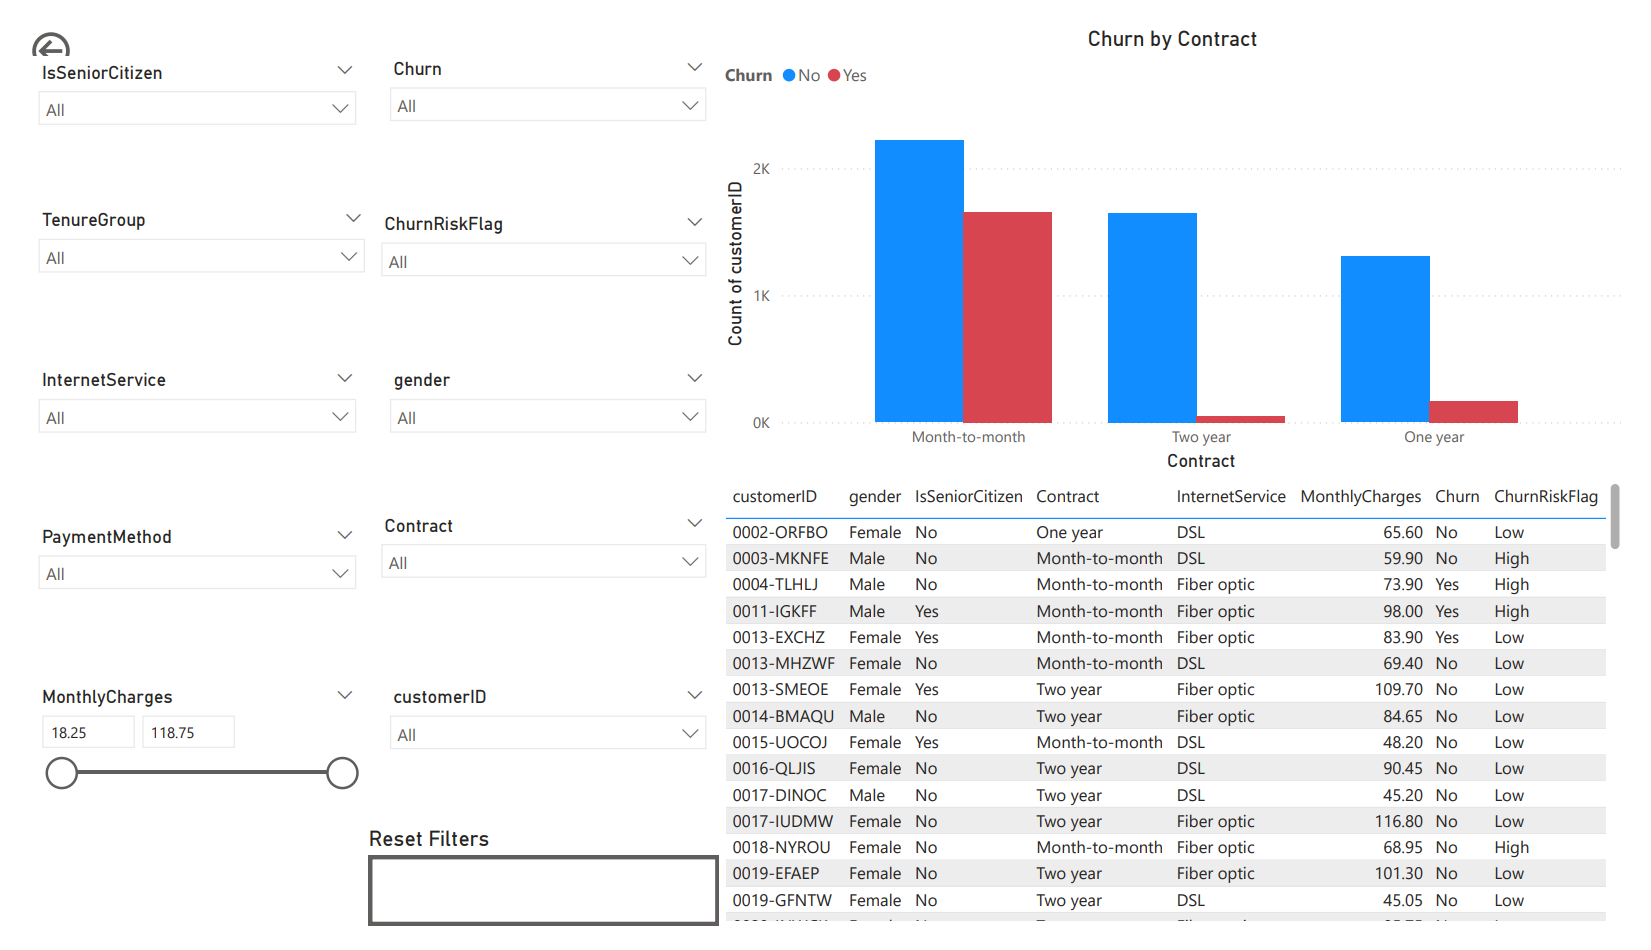 IsSeniorCitizen
All
Churn
All
TenureGroup
All
ChurnRiskFlag
All
InternetService
All
gender
All
PaymentMethod
All
Contract
All
MonthlyCharges
18.25 118.75
customerID
All
Reset Filters
Churn by Contract
Churn No Yes
Count of customerID
2K
1K
0K
Month-to-month Two year One year
Contract
customerID gender IsSeniorCitizen Contract InternetService MonthlyCharges Churn ChurnRiskFlag
0002-ORFBO Female No One year DSL 65.60 No Low
0003-MKNFE Male No Month-to-month DSL 59.90 No High
0004-TLHLJ Male No Month-to-month Fiber optic 73.90 Yes High
0011-IGKFF Male Yes Month-to-month Fiber optic 98.00 Yes High
0013-EXCHZ Female Yes Month-to-month Fiber optic 83.90 Yes Low
0013-MHZWF Female No Month-to-month DSL 69.40 No Low
0013-SMEOE Female Yes Two year Fiber optic 109.70 No Low
0014-BMAQU Male No Two year Fiber optic 84.65 No Low
0015-UOCOJ Female Yes Month-to-month DSL 48.20 No Low
0016-QLJIS Female No Two year DSL 90.45 No Low
0017-DINOC Male No Two year DSL 45.20 No Low
0017-IUDMW Female No Two year Fiber optic 116.80 No Low
0018-NYROU Female No Month-to-month Fiber optic 68.95 No High
0019-EFAEP Female No Two year Fiber optic 101.30 No Low
0019-GFNTW Female No Two year DSL 45.05 No Low